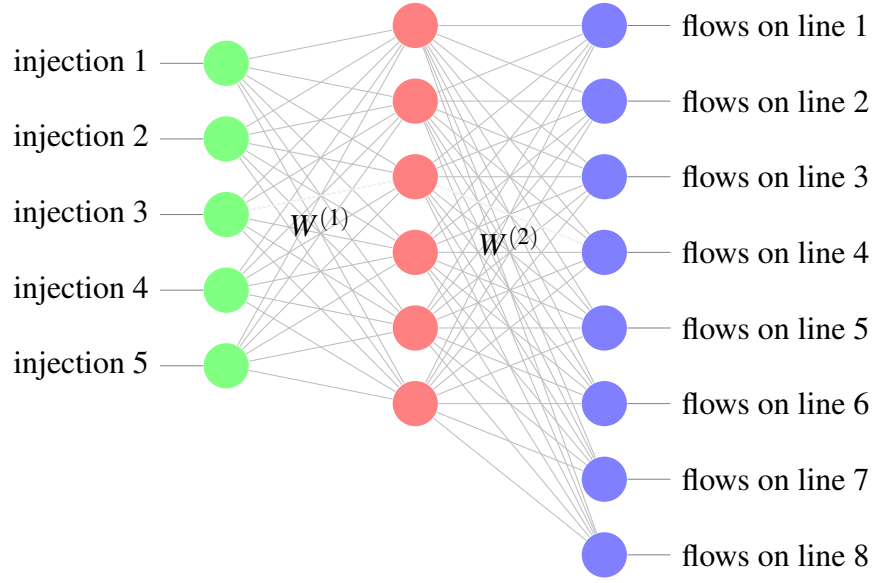 injection 1
injection 2
injection 3
injection 4
injection 5
W^{(1)}
W^{(2)}
flows on line 1
flows on line 2
flows on line 3
flows on line 4
flows on line 5
flows on line 6
flows on line 7
flows on line 8